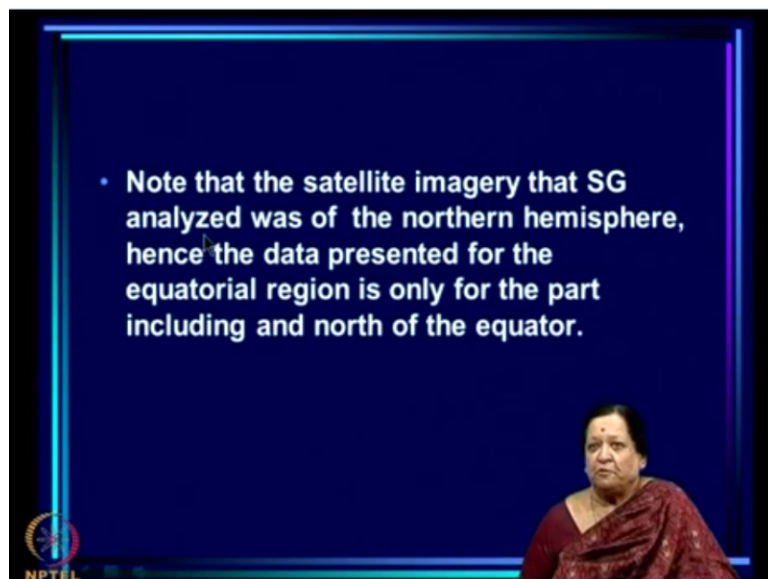 • Note that the satellite imagery that SG
analyzed was of the northern hemisphere,
hence the data presented for the
equatorial region is only for the part
including and north of the equator.
NPTEL